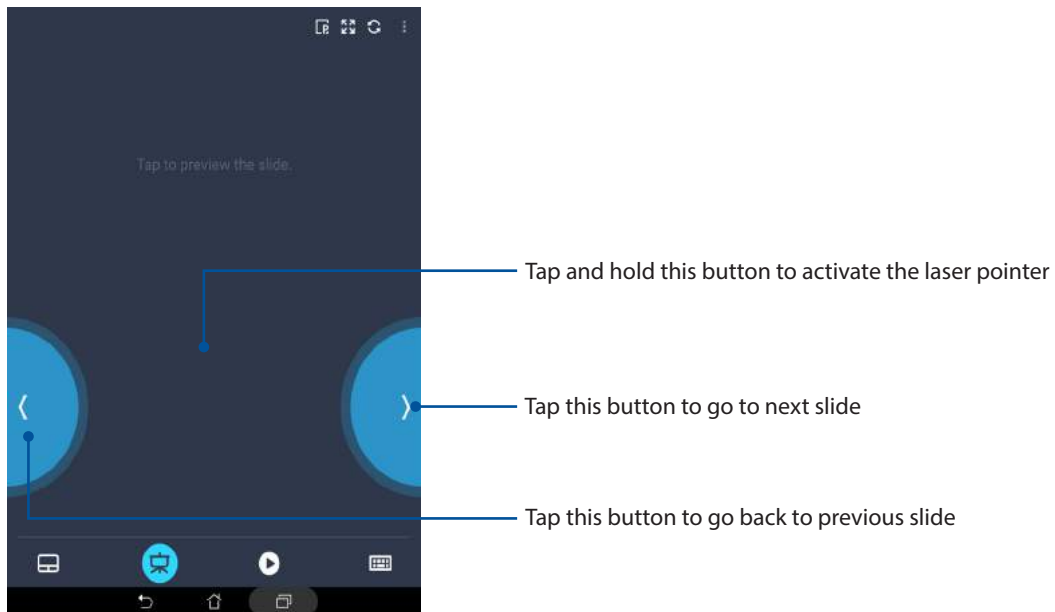 Tap to preview the slide.
Tap and hold this button to activate the laser pointer
Tap this button to go to next slide
Tap this button to go back to previous slide